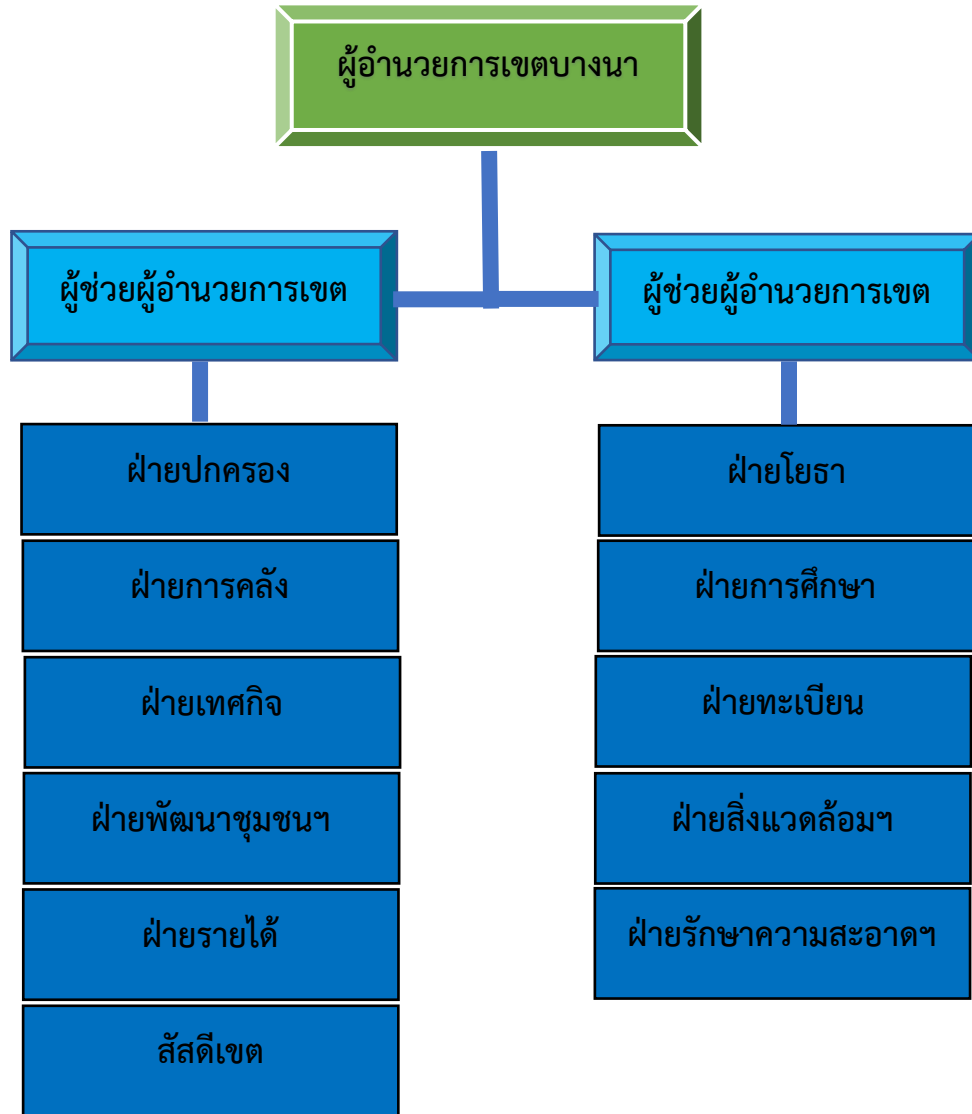 ผู้อำนวยการเขตบางนา
ผู้ช่วยผู้อำนวยการเขต
ผู้ช่วยผู้อำนวยการเขต
ฝ่ายปกครอง
ฝ่ายการคลัง
ฝ่ายเทศกิจ
ฝ่ายพัฒนาชุมชนฯ
ฝ่ายรายได้
สัสดีเขต
ฝ่ายโยธา
ฝ่ายการศึกษา
ฝ่ายทะเบียน
ฝ่ายสิ่งแวดล้อมฯ
ฝ่ายรักษาความสะอาดฯ